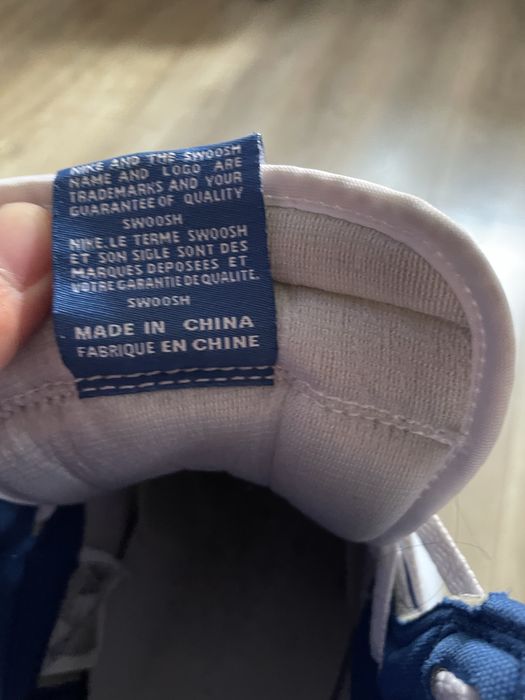 NIKE AND THE SWOOSH
NAME AND LOGO ARE
TRADEMARKS AND YOUR
GUARANTEE OF QUALITY
SWOOSH
NIKE. LE TERME SWOOSH
ET SON SIGLE SONT DES
MARQUES DEPOSEES ET
VOTRE GARANTIE DE QUALITE.
SWOOSH
MADE IN CHINA
FABRIQUE EN CHINE